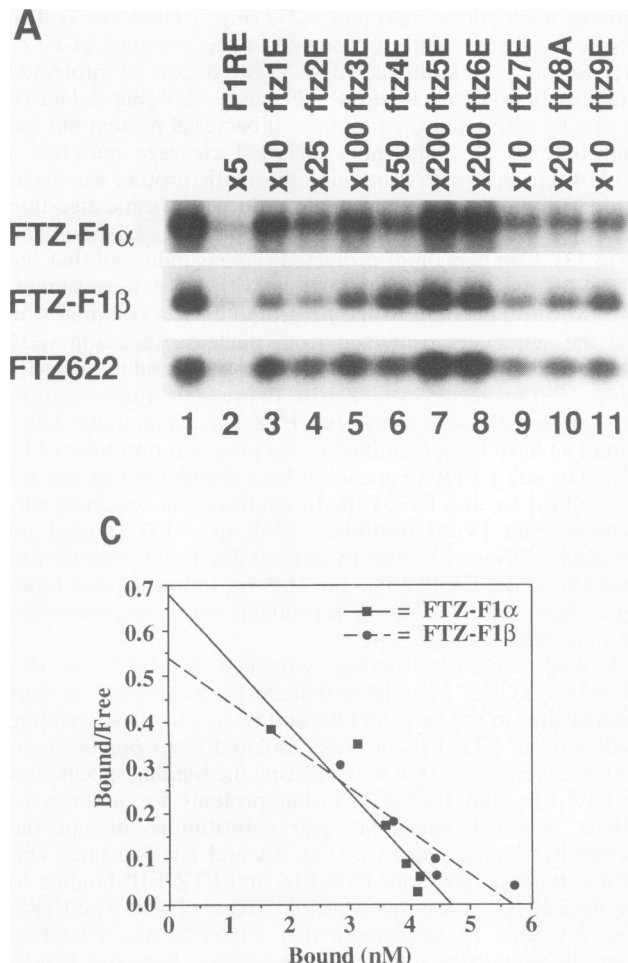 A
- F1RE ftz1E ftz2E ftz3E ftz4E ftz5E ftz6E ftz7E ftz8A ftz9E
x5 x10 x25 x100 x50 x200 x200 x10 x20 x10
FTZ-F1α
FTZ-F1β
FTZ622
1 2 3 4 5 6 7 8 9 10 11
C
0.7
= FTZ-F1α
0.6
= FTZ-F1β
0.5
0.4
0.3
0.2
0.1
0
Bound/Free
0 1 2 3 4 5 6
Bound (nM)